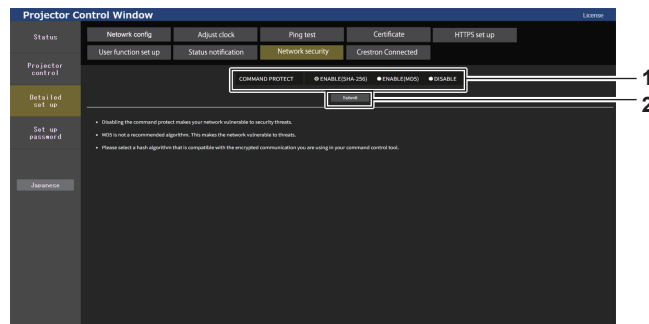 Projector Control Window
License
Status
Netowrk config
Adjust clock
Ping test
Certificate
HTTPS set up
User function set up
Status notification
Network security
Crestron Connected
Projector control
COMMAND PROTECT ENABLE(SHA-256) ENABLE(MD5) DISABLE
1
Submit
2
Detailed set up
• Disabling the command protect makes your network vulnerable to security threats.
• MD5 is not a recommended algorithm. This makes the network vulnerable to threats.
• Please select a hash algorithm that is compatible with the encrypted communication you are using in your command control tool.
Set up password
Japanese